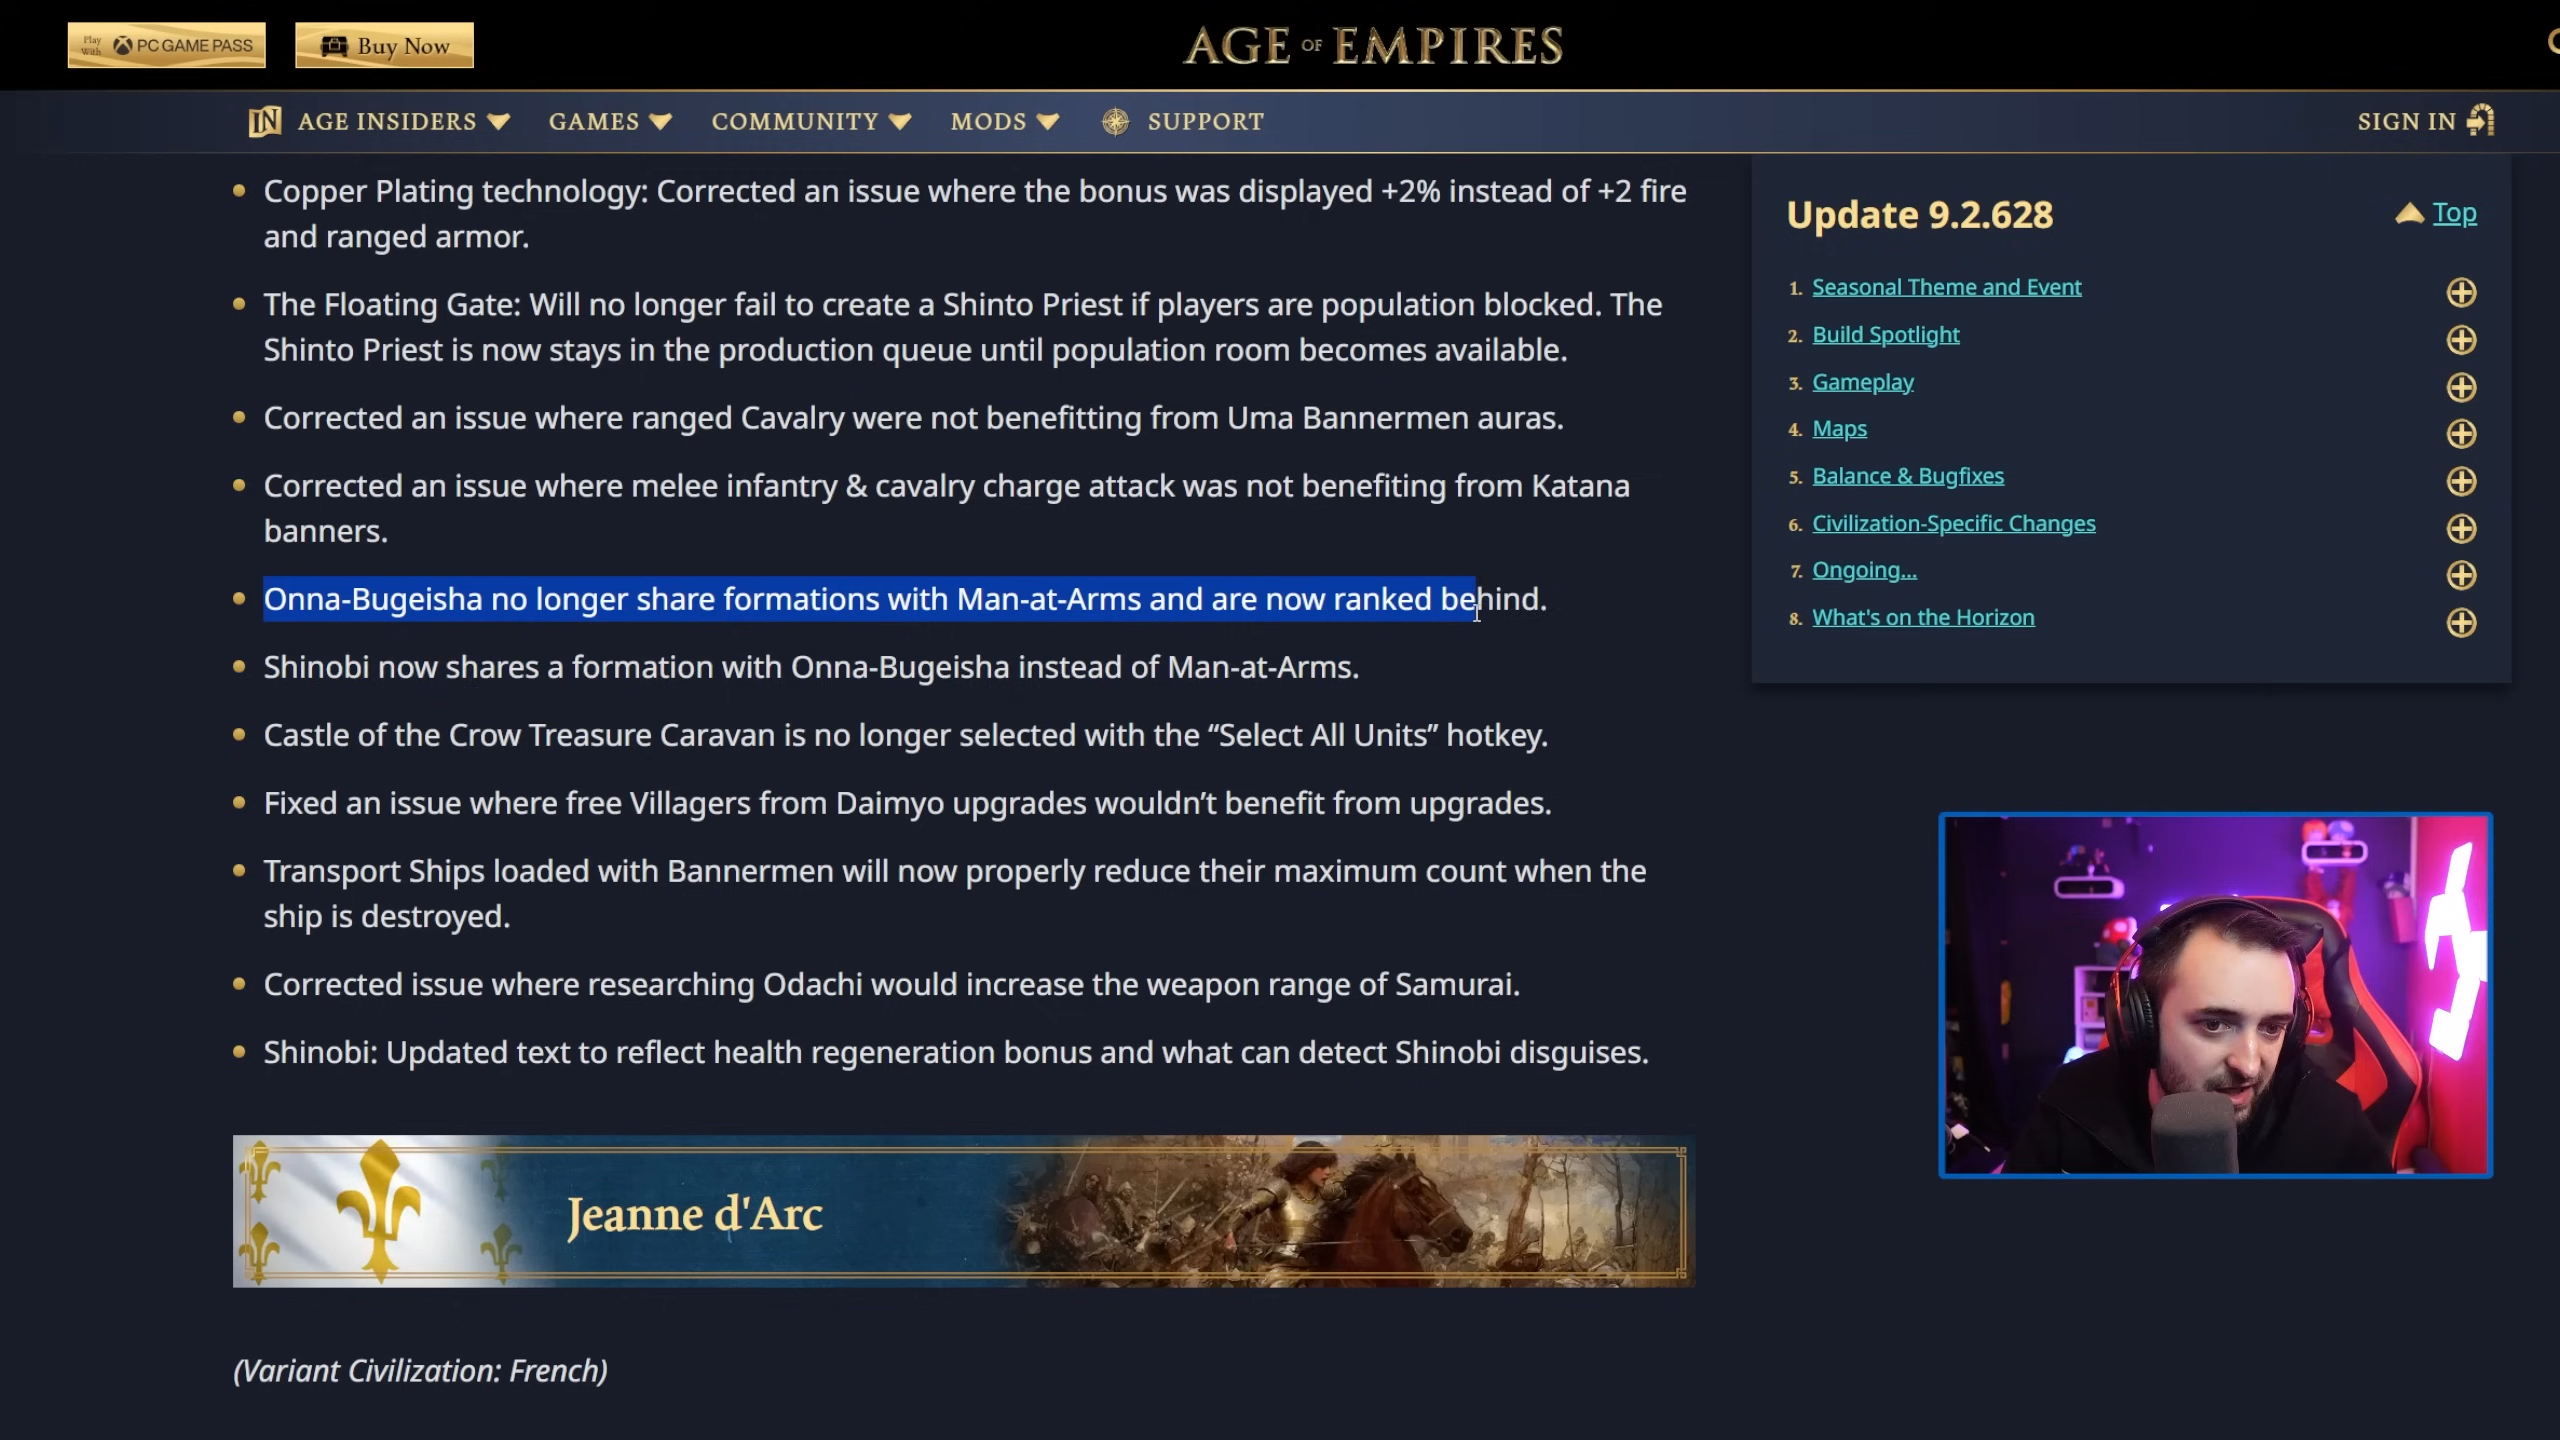 Play With PC GAME PASS
Buy Now
AGE OF EMPIRES
AGE INSIDERS
GAMES
COMMUNITY
MODS
SUPPORT
SIGN IN
Copper Plating technology: Corrected an issue where the bonus was displayed +2% instead of +2 fire
and ranged armor.
The Floating Gate: Will no longer fail to create a Shinto Priest if players are population blocked. The
Shinto Priest is now stays in the production queue until population room becomes available.
Corrected an issue where ranged Cavalry were not benefitting from Uma Bannermen auras.
Corrected an issue where melee infantry & cavalry charge attack was not benefiting from Katana
banners.
Onna-Bugeisha no longer share formations with Man-at-Arms and are now ranked behind.
Shinobi now shares a formation with Onna-Bugeisha instead of Man-at-Arms.
Castle of the Crow Treasure Caravan is no longer selected with the “Select All Units” hotkey.
Fixed an issue where free Villagers from Daimyo upgrades wouldn’t benefit from upgrades.
Transport Ships loaded with Bannermen will now properly reduce their maximum count when the
ship is destroyed.
Corrected issue where researching Odachi would increase the weapon range of Samurai.
Shinobi: Updated text to reflect health regeneration bonus and what can detect Shinobi disguises.
Jeanne d'Arc
(Variant Civilization: French)
Update 9.2.628
Top
1. Seasonal Theme and Event
2. Build Spotlight
3. Gameplay
4. Maps
5. Balance & Bugfixes
6. Civilization-Specific Changes
7. Ongoing...
8. What's on the Horizon